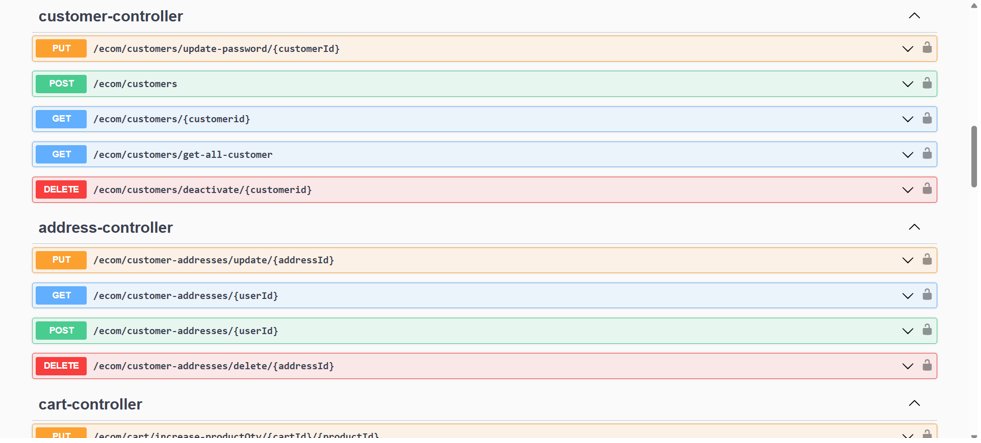 customer-controller
PUT /ecom/customers/update-password/{customerId}
POST /ecom/customers
GET /ecom/customers/{customerid}
GET /ecom/customers/get-all-customer
DELETE /ecom/customers/deactivate/{customerid}
address-controller
PUT /ecom/customer-addresses/update/{addressId}
GET /ecom/customer-addresses/{userId}
POST /ecom/customer-addresses/{userId}
DELETE /ecom/customer-addresses/delete/{addressId}
cart-controller
PUT /ecom/cart/increase-productQty/{cartId}/{productId}